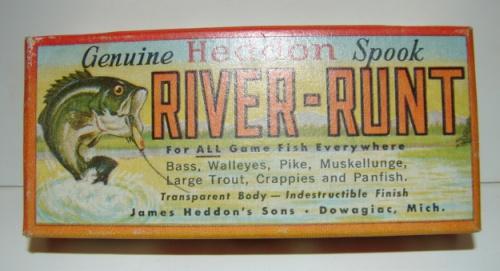 Genuine Heddon Spook
RIVER-RUNT
For ALL Game Fish Everywhere
Bass, Walleyes, Pike, Muskellunge,
Large Trout, Crappies and Panfish.
Transparent Body — Indestructible Finish
James Heddon's Sons • Dowagiac, Mich.